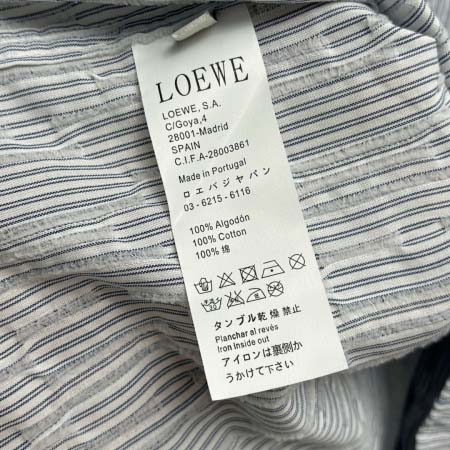 LOEWE
LOEWE, S.A.
C/Goya,4
28001-Madrid
SPAIN
C.I.F.A-28003861
Made in Portugal
ロエベジャパン
03-6215-6116
100% Algodón
100% Cotton
100% 綿
タンブル乾燥禁止
Planchar al revés
Iron Inside out
アイロンは裏側か
うかけて下さい